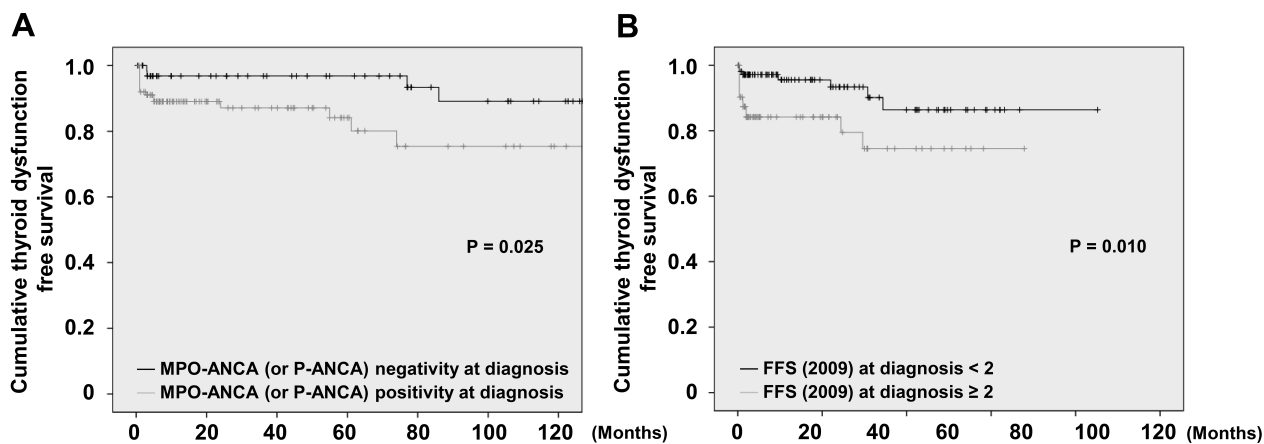 A
Cumulative thyroid dysfunction
free survival
1.0
0.8
0.6
0.4
0.2
0
P = 0.025
MPO-ANCA (or P-ANCA) negativity at diagnosis
MPO-ANCA (or P-ANCA) positivity at diagnosis
0 20 40 60 80 100 120 (Months)
B
Cumulative thyroid dysfunction
free survival
1.0
0.8
0.6
0.4
0.2
0
P = 0.010
FFS (2009) at diagnosis < 2
FFS (2009) at diagnosis ≥ 2
0 20 40 60 80 100 120 (Months)